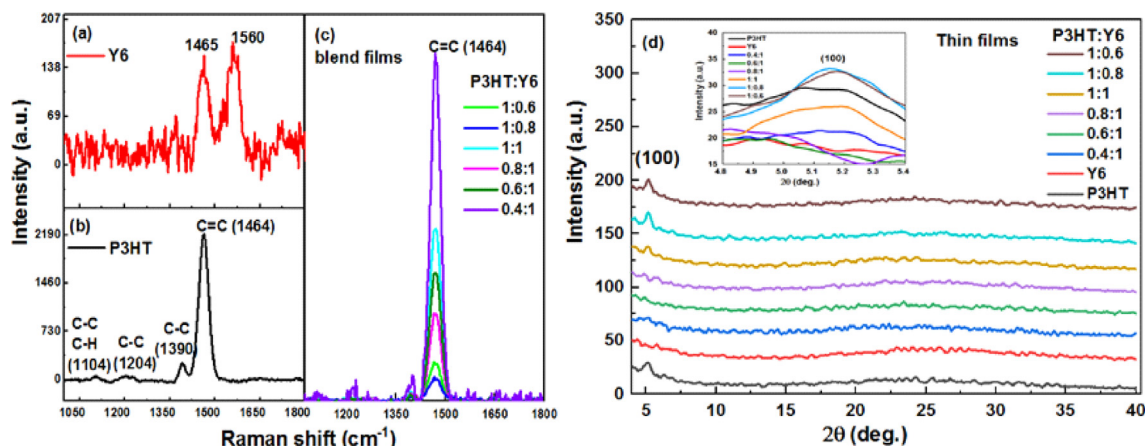 (a)
Y6
1465
1560
207
138
69
0
(b)
P3HT
C=C (1464)
C-C
C-H
(1104)
C-C
(1204)
C-C
(1390)
2190
1460
730
0
1050 1200 1350 1500 1650 1800
(c)
C=C (1464)
blend films
P3HT:Y6
1:0.6
1:0.8
1:1
0.8:1
0.6:1
0.4:1
1200 1350 1500 1650 1800
Intensity (a.u.)
Raman shift (cm-1)
(d)
Thin films
P3HT:Y6
1:0.6
1:0.8
1:1
0.8:1
0.6:1
0.4:1
Y6
P3HT
(100)
350
300
250
200
150
100
50
0
5 10 15 20 25 30 35 40
Intensity (a.u.)
2θ (deg.)
P3HT
Y6
0.4:1
0.6:1
0.8:1
1:1
1:0.8
1:0.6
(100)
40
35
30
25
20
15
4.8 4.9 5.0 5.1 5.2 5.3 5.4
Intensity (a.u.)
2θ (deg.)